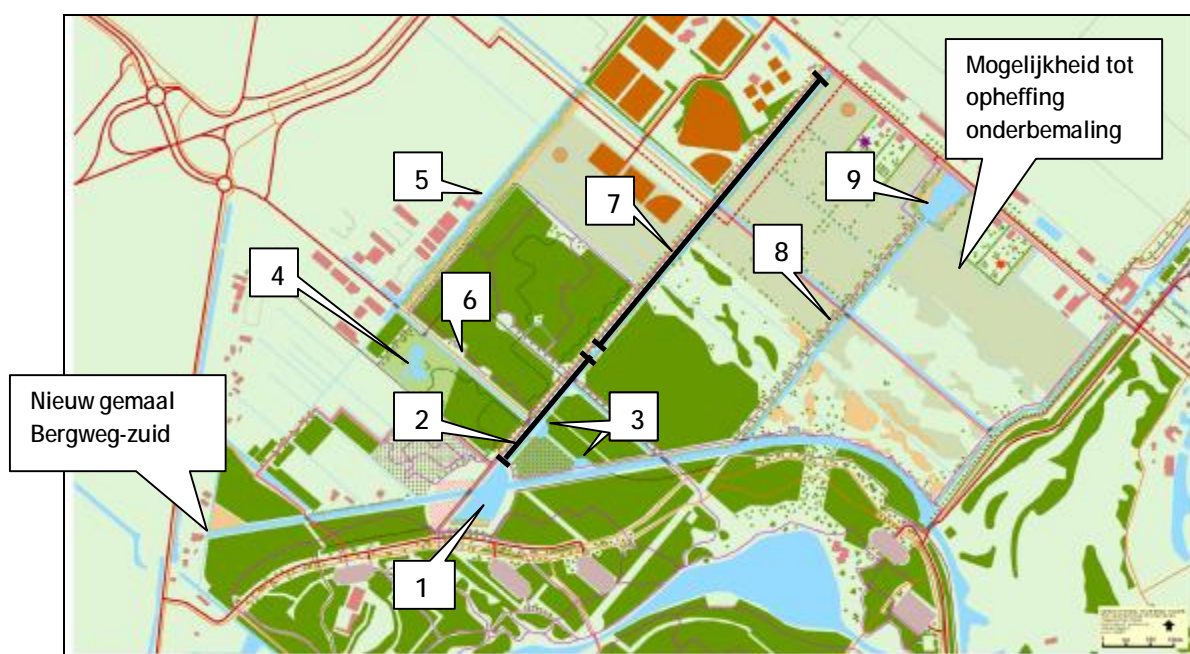 Mogelijkheid tot
opheffing
onderbemaling
5
9
7
4
6
8
Nieuw gemaal
Bergweg-zuid
2
3
1